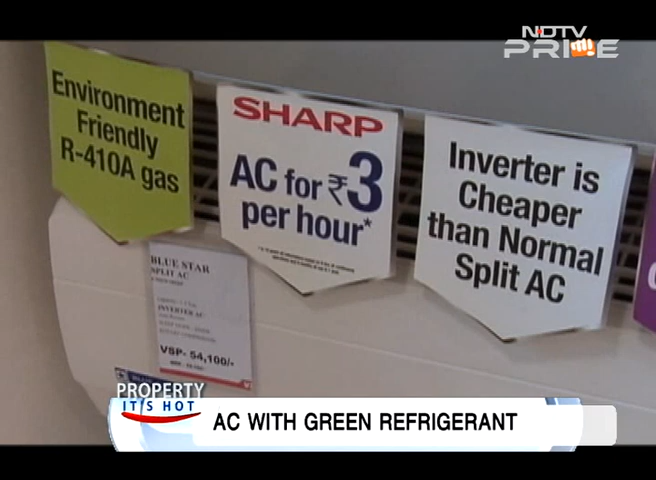 NDTV
PRIME
Environment
Friendly
R-410A gas
SHARP
AC for ₹3
per hour*
Inverter is
Cheaper
than Normal
Split AC
BLUE STAR
SPLIT AC
INVERTER AC
VSP- 54,100/-
PROPERTY
IT'S HOT
AC WITH GREEN REFRIGERANT